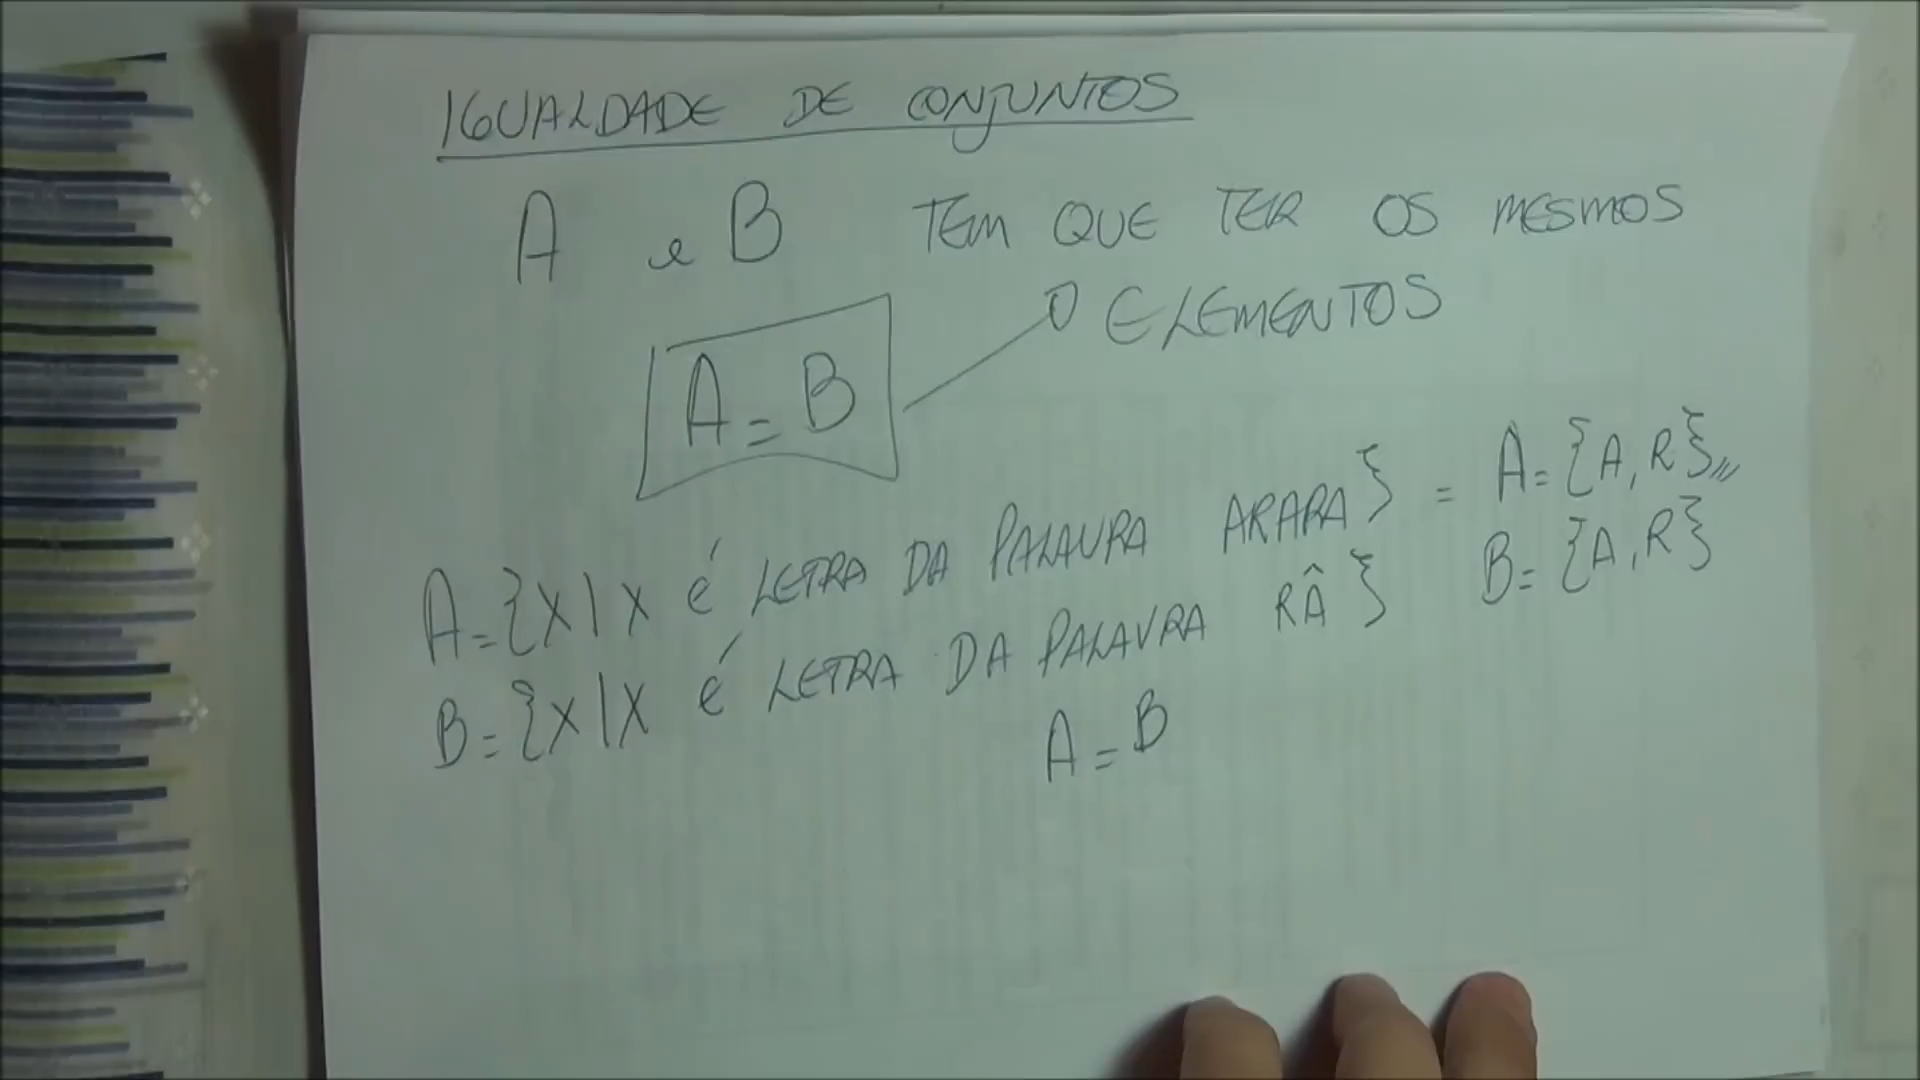 IGUALDADE DE CONJUNTOS
A e B TEM QUE TER OS MESMOS
ELEMENTOS
A = B
A = {X | X É LETRA DA PALAVRA ARARA} = A = {A, R}
B = {X | X É LETRA DA PALAVRA RÂ} B = {A, R}
A = B